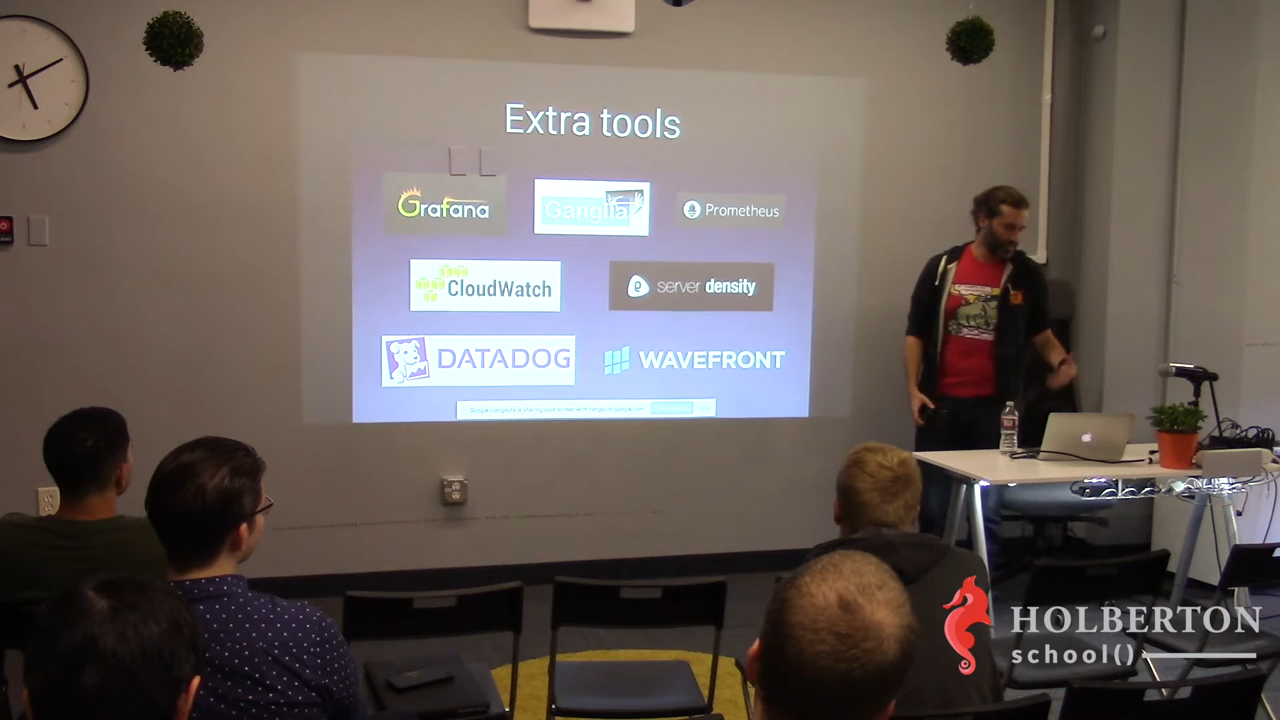 Extra tools
Grafana
Ganglia
Prometheus
CloudWatch
server density
DATADOG
WAVEFRONT
HOLBERTON
school()